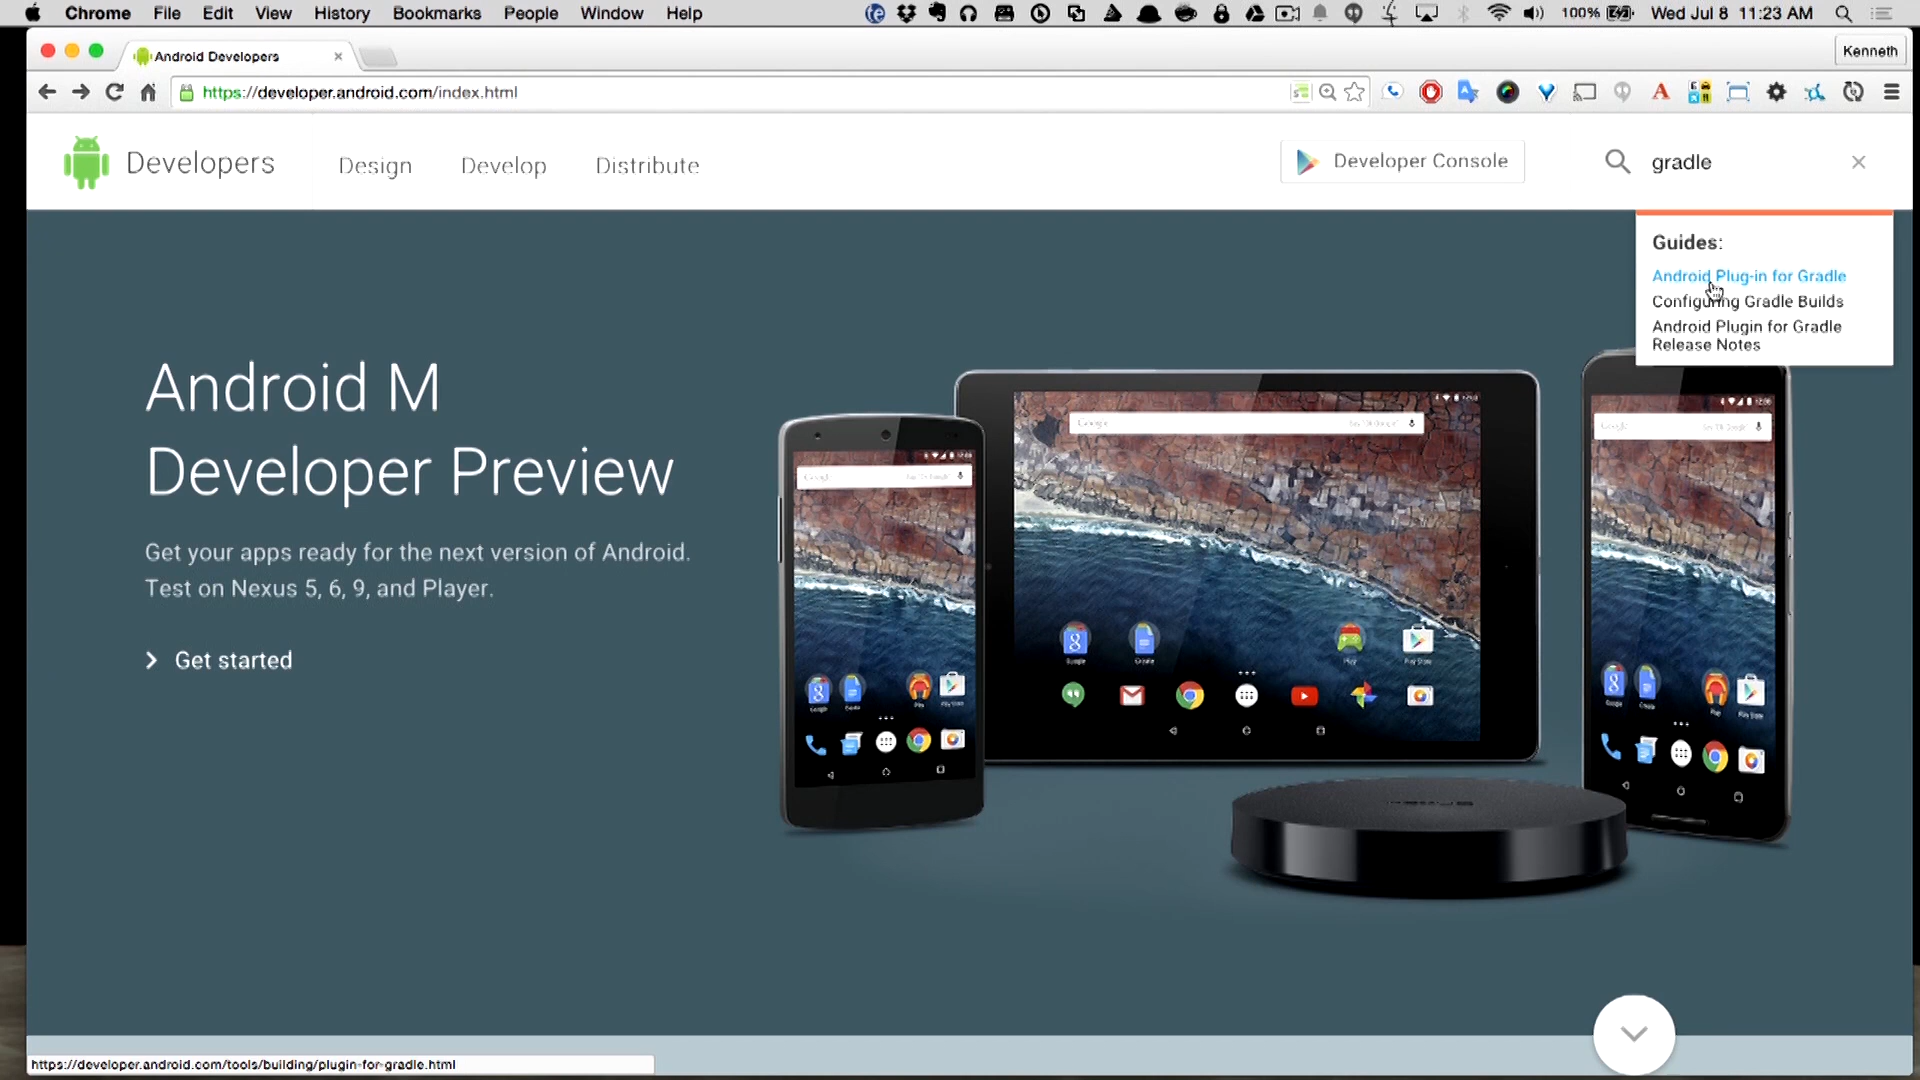 Chrome File Edit View History Bookmarks People Window Help 100% Wed Jul 8 11:23 AM
Android Developers
Kenneth
https://developer.android.com/index.html
Developers Design Develop Distribute Developer Console gradle
Guides:
Android Plug-in for Gradle
Configuring Gradle Builds
Android Plugin for Gradle
Release Notes
Android M
Developer Preview
Get your apps ready for the next version of Android.
Test on Nexus 5, 6, 9, and Player.
Get started
https://developer.android.com/tools/building/plugin-for-gradle.html